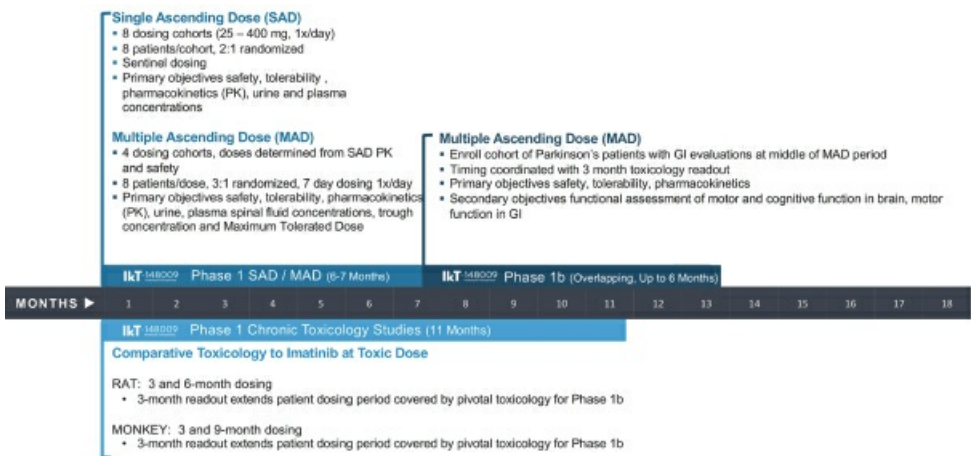 Single Ascending Dose (SAD)
▪ 8 dosing cohorts (25 – 400 mg, 1x/day)
▪ 8 patients/cohort, 2:1 randomized
▪ Sentinel dosing
▪ Primary objectives safety, tolerability ,
pharmacokinetics (PK), urine and plasma
concentrations
Multiple Ascending Dose (MAD)
▪ 4 dosing cohorts, doses determined from SAD PK
and safety
▪ 8 patients/dose, 3:1 randomized, 7 day dosing 1x/day
▪ Primary objectives safety, tolerability, pharmacokinetics
(PK), urine, plasma spinal fluid concentrations, trough
concentration and Maximum Tolerated Dose
Multiple Ascending Dose (MAD)
▪ Enroll cohort of Parkinson's patients with GI evaluations at middle of MAD period
▪ Timing coordinated with 3 month toxicology readout
▪ Primary objectives safety, tolerability, pharmacokinetics
▪ Secondary objectives functional assessment of motor and cognitive function in brain, motor
function in GI
IkT 148009 Phase 1 SAD / MAD (6-7 Months)
IkT 148009 Phase 1b (Overlapping, Up to 6 Months)
MONTHS ▶ 1 2 3 4 5 6 7 8 9 10 11 12 13 14 15 16 17 18
IkT 148009 Phase 1 Chronic Toxicology Studies (11 Months)
Comparative Toxicology to Imatinib at Toxic Dose
RAT: 3 and 6-month dosing
• 3-month readout extends patient dosing period covered by pivotal toxicology for Phase 1b
MONKEY: 3 and 9-month dosing
• 3-month readout extends patient dosing period covered by pivotal toxicology for Phase 1b